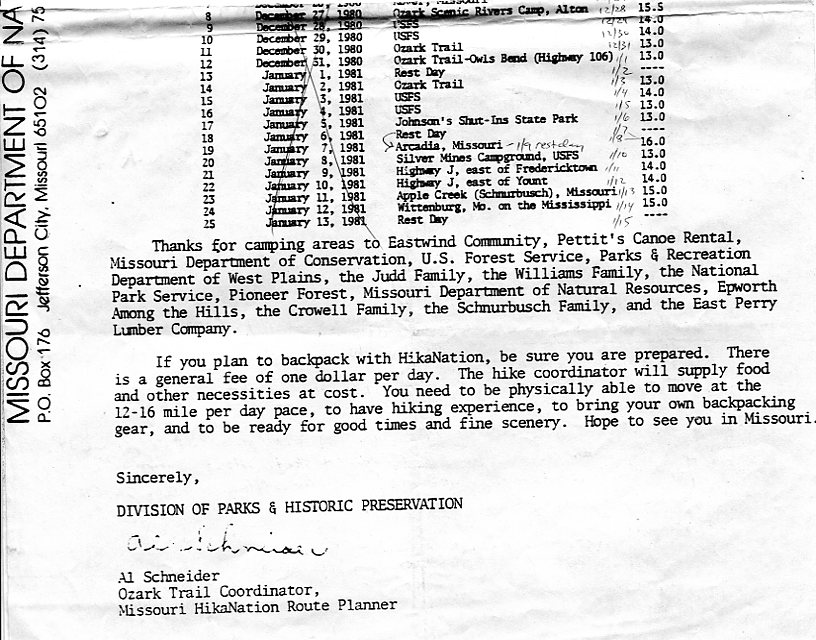 MISSOURI DEPARTMENT OF NA
P.O. Box 176 Jefferson City, Missouri 65102 (314) 75
8 December 27, 1980 Ozark Scenic Rivers Camp, Alton 12/28 15.5
9 December 28, 1980 USFS 12/29 14.0
10 December 29, 1980 USFS 12/30 14.0
11 December 30, 1980 Ozark Trail 12/31 13.0
12 December 31, 1980 Ozark Trail-Owls Bend (Highway 106) 1/1 13.0
13 January 1, 1981 Rest Day 1/2 ----
14 January 2, 1981 Ozark Trail 1/3 13.0
15 January 3, 1981 USFS 1/4 14.0
16 January 4, 1981 USFS 1/5 13.0
17 January 5, 1981 Johnson's Shut-Ins State Park 1/6 13.0
18 January 6, 1981 Rest Day 1/7 ----
19 January 7, 1981 Arcadia, Missouri - 1/9 rest day 1/8 16.0
20 January 8, 1981 Silver Mines Campground, USFS 1/10 13.0
21 January 9, 1981 Highway J, east of Fredericktown 1/11 14.0
22 January 10, 1981 Highway J, east of Yount 1/12 14.0
23 January 11, 1981 Apple Creek (Schnurbusch), Missouri 1/13 15.0
24 January 12, 1981 Wittenburg, Mo. on the Mississippi 1/14 15.0
25 January 13, 1981 Rest Day 1/15 ----
Thanks for camping areas to Eastwind Community, Pettit's Canoe Rental,
Missouri Department of Conservation, U.S. Forest Service, Parks & Recreation
Department of West Plains, the Judd Family, the Williams Family, the National
Park Service, Pioneer Forest, Missouri Department of Natural Resources, Epworth
Among the Hills, the Crowell Family, the Schnurbusch Family, and the East Perry
Lumber Company.
If you plan to backpack with HikaNation, be sure you are prepared. There
is a general fee of one dollar per day. The hike coordinator will supply food
and other necessities at cost. You need to be physically able to move at the
12-16 mile per day pace, to have hiking experience, to bring your own backpacking
gear, and to be ready for good times and fine scenery. Hope to see you in Missouri.
Sincerely,
DIVISION OF PARKS & HISTORIC PRESERVATION
Al Schneider
Al Schneider
Ozark Trail Coordinator,
Missouri HikaNation Route Planner